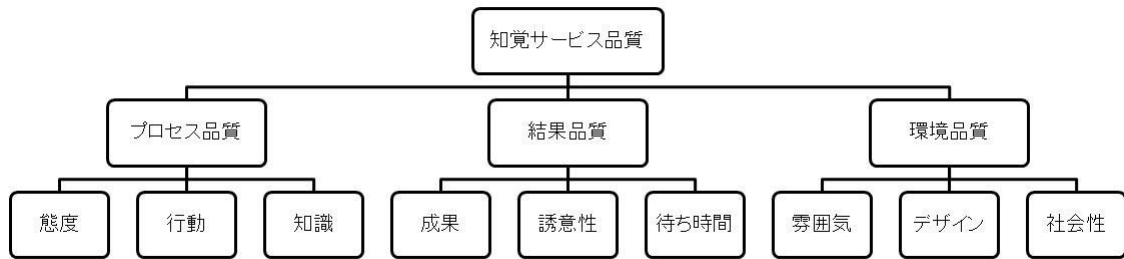 知覚サービス品質
プロセス品質
結果品質
環境品質
態度
行動
知識
成果
誘意性
待ち時間
雰囲気
デザイン
社会性